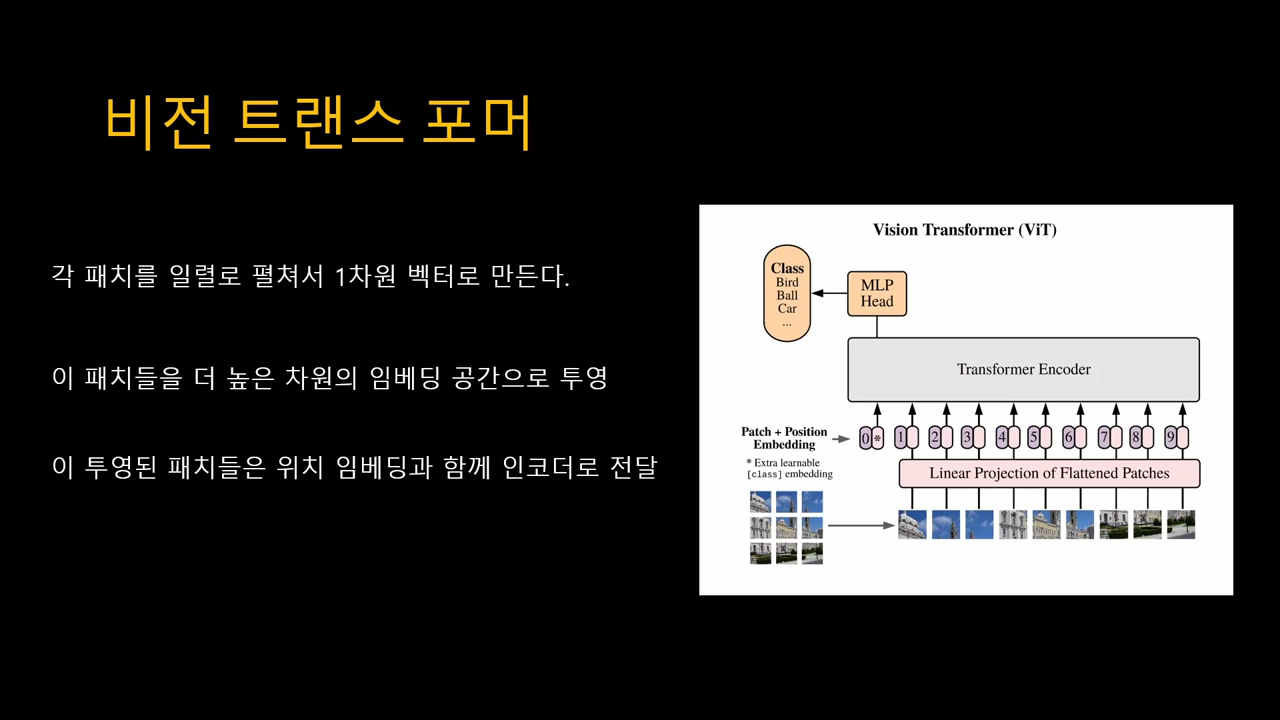 비전 트랜스 포머
각 패치를 일렬로 펼쳐서 1차원 벡터로 만든다.
이 패치들을 더 높은 차원의 임베딩 공간으로 투영
이 투영된 패치들은 위치 임베딩과 함께 인코더로 전달
Vision Transformer (ViT)
Class
Bird
Ball
Car
...
MLP
Head
Transformer Encoder
Patch + Position
Embedding
0 * 1 2 3 4 5 6 7 8 9
* Extra learnable
[class] embedding
Linear Projection of Flattened Patches